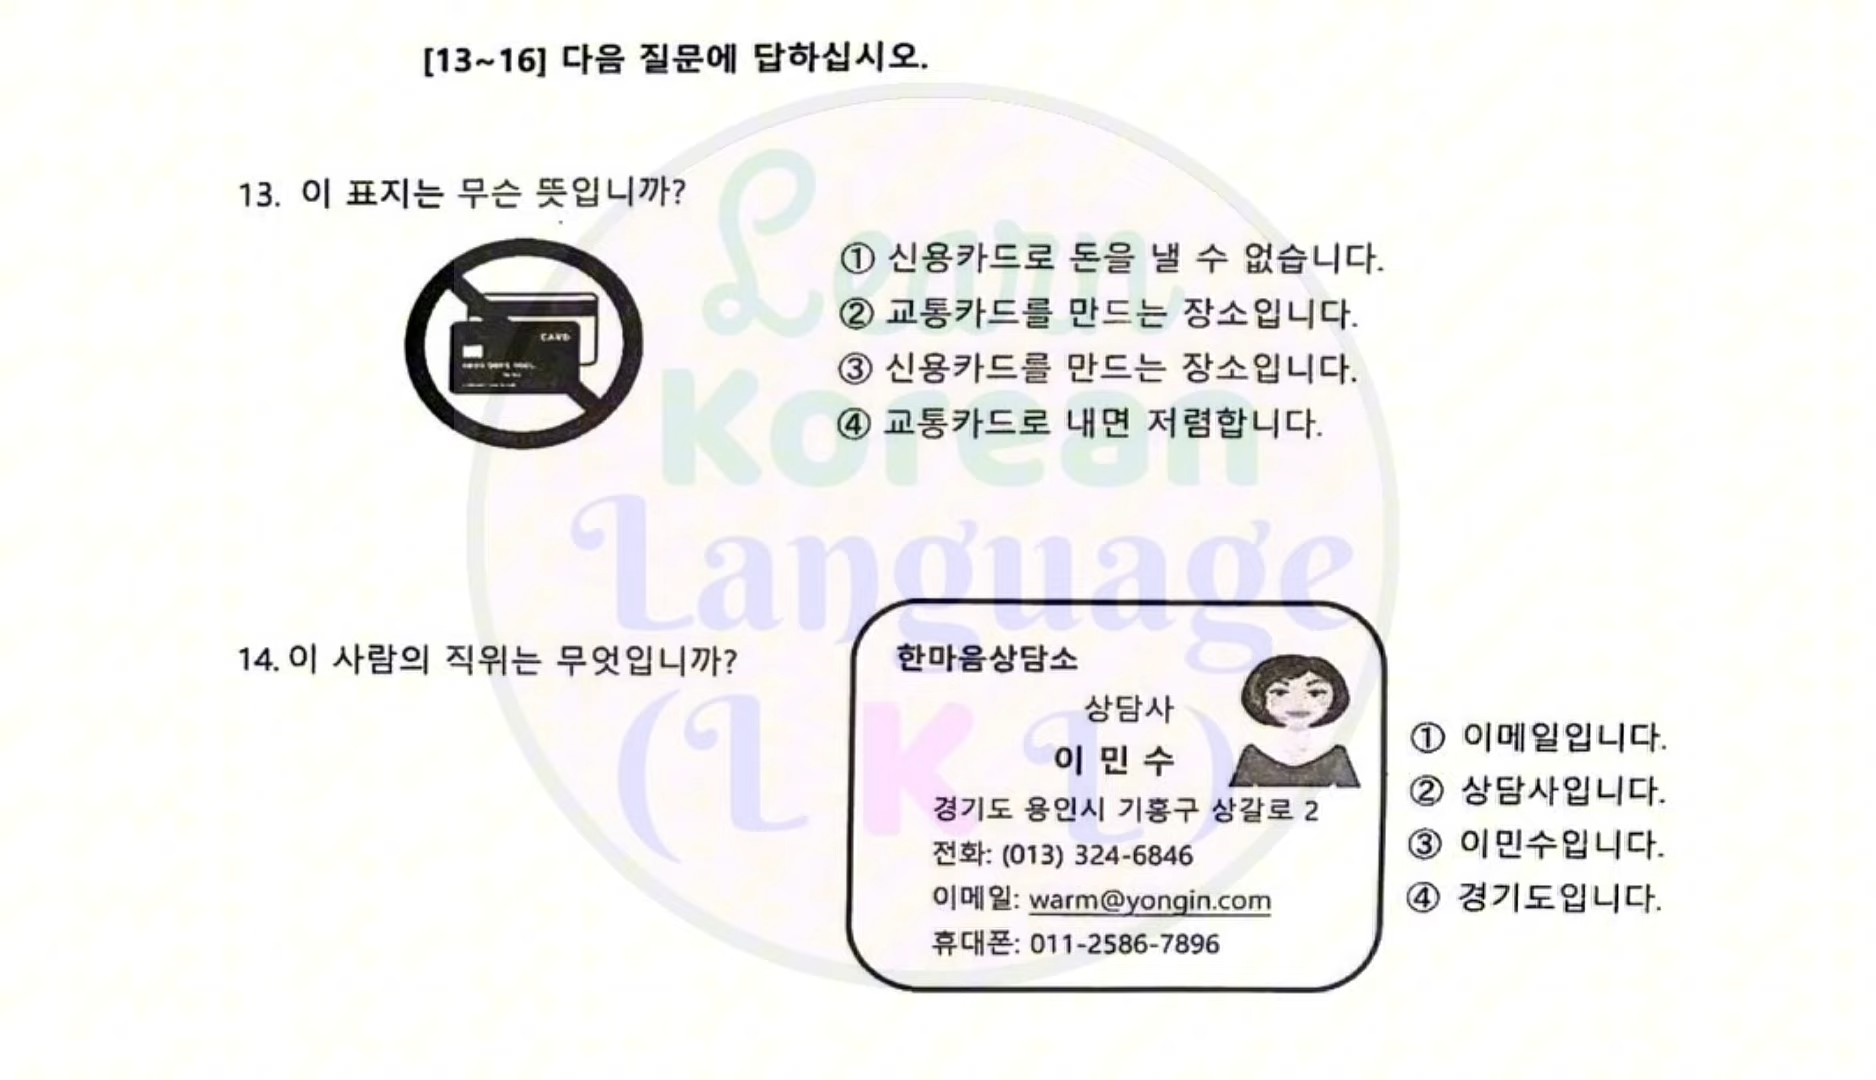 [13~16] 다음 질문에 답하십시오.
13. 이 표지는 무슨 뜻입니까?
CARD
① 신용카드로 돈을 낼 수 없습니다.
② 교통카드를 만드는 장소입니다.
③ 신용카드를 만드는 장소입니다.
④ 교통카드로 내면 저렴합니다.
14. 이 사람의 직위는 무엇입니까?
한마음상담소
상담사
이 민 수
경기도 용인시 기흥구 상갈로 2
전화: (013) 324-6846
이메일: warm@yongin.com
휴대폰: 011-2586-7896
① 이메일입니다.
② 상담사입니다.
③ 이민수입니다.
④ 경기도입니다.
Learn
Korean
Language
(L K L)